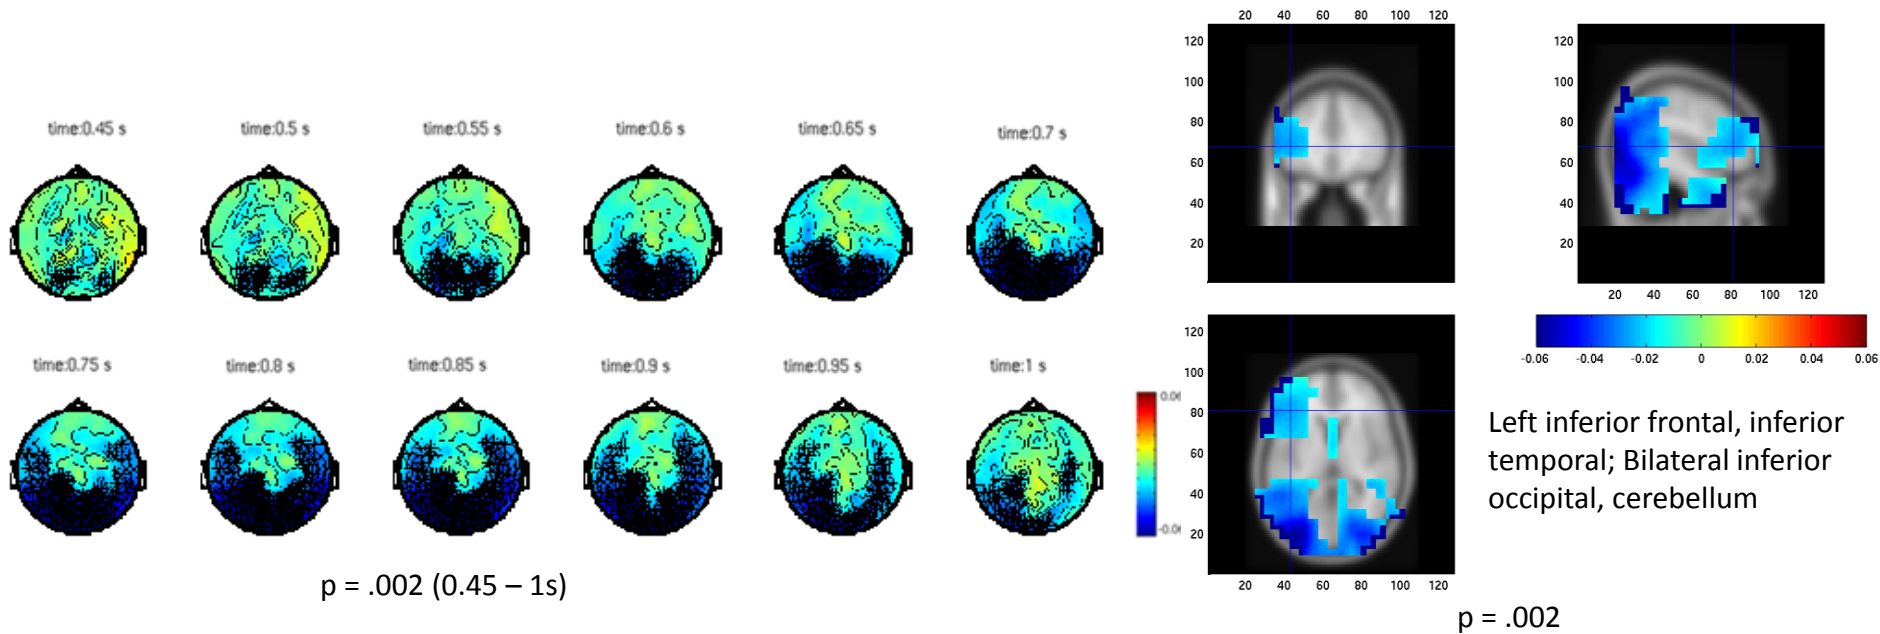 time:0.45 s
time:0.5 s
time:0.55 s
time:0.6 s
time:0.65 s
time:0.7 s
time:0.75 s
time:0.8 s
time:0.85 s
time:0.9 s
time:0.95 s
time:1 s
p = .002 (0.45 – 1s)
20 40 60 80 100 120
120
100
80
60
40
20
120
100
80
60
40
20
20 40 60 80 100 120
-0.06 -0.04 -0.02 0 0.02 0.04 0.06
120
100
80
60
40
20
20 40 60 80 100 120
Left inferior frontal, inferior
temporal; Bilateral inferior
occipital, cerebellum
p = .002